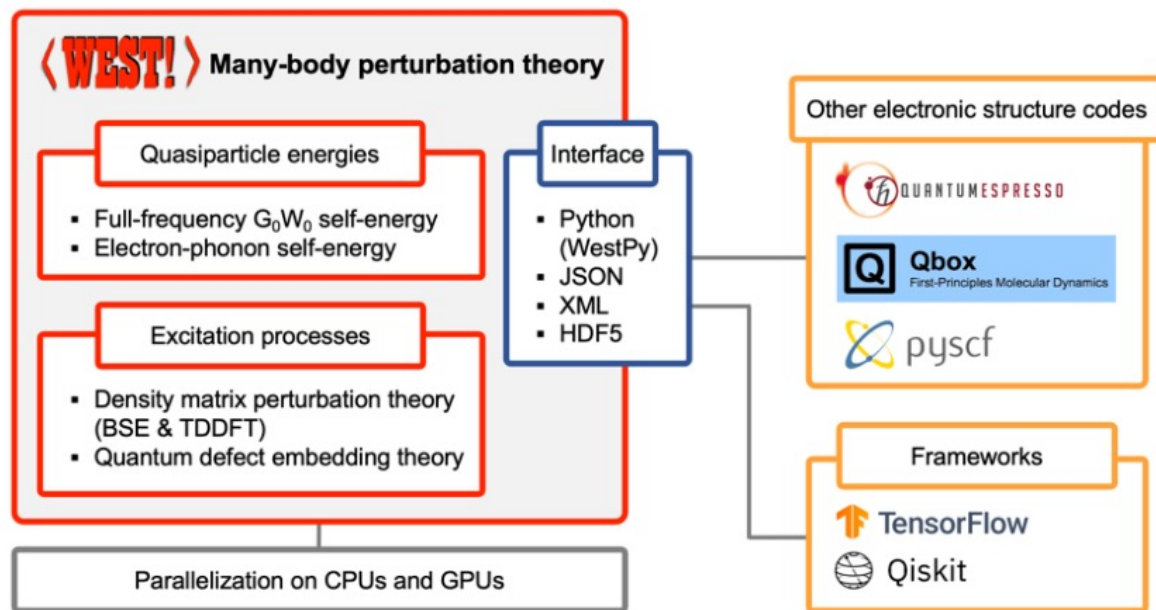 <WEST!> Many-body perturbation theory
Quasiparticle energies
▪ Full-frequency G₀W₀ self-energy
▪ Electron-phonon self-energy
Excitation processes
▪ Density matrix perturbation theory
(BSE & TDDFT)
▪ Quantum defect embedding theory
Interface
▪ Python
(WestPy)
▪ JSON
▪ XML
▪ HDF5
Parallelization on CPUs and GPUs
Other electronic structure codes
ℏ QUANTUMESPRESSO
Q Qbox
First-Principles Molecular Dynamics
pyscf
Frameworks
TensorFlow
Qiskit